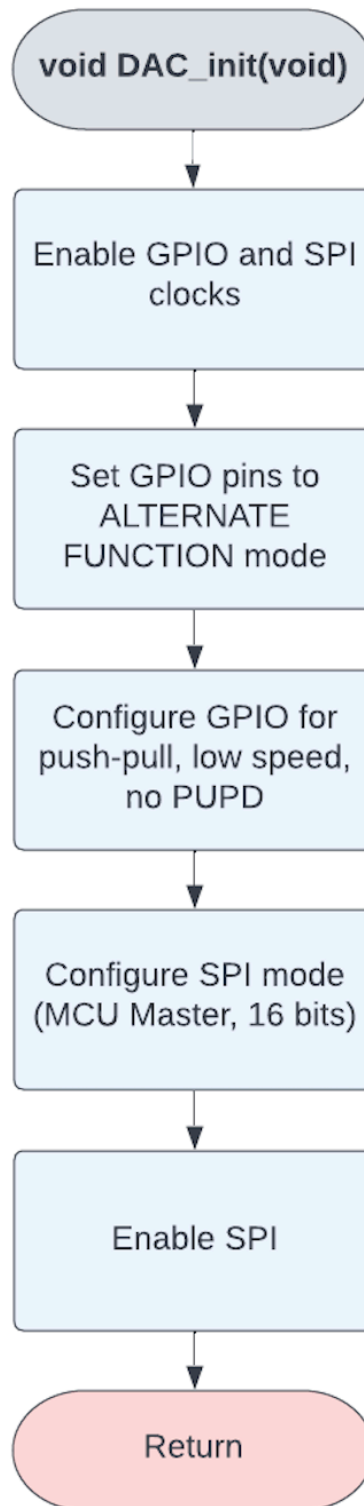 void DAC_init(void)
Enable GPIO and SPI
clocks
Set GPIO pins to
ALTERNATE
FUNCTION mode
Configure GPIO for
push-pull, low speed,
no PUPD
Configure SPI mode
(MCU Master, 16 bits)
Enable SPI
Return